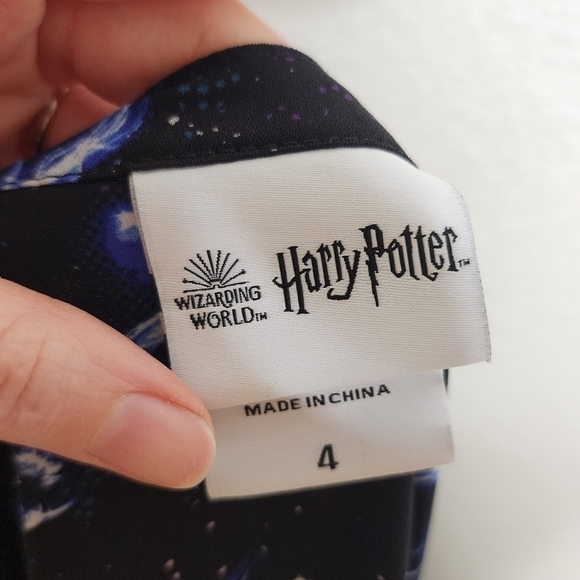 WIZARDING
WORLD™
Harry Potter™
MADE IN CHINA
4